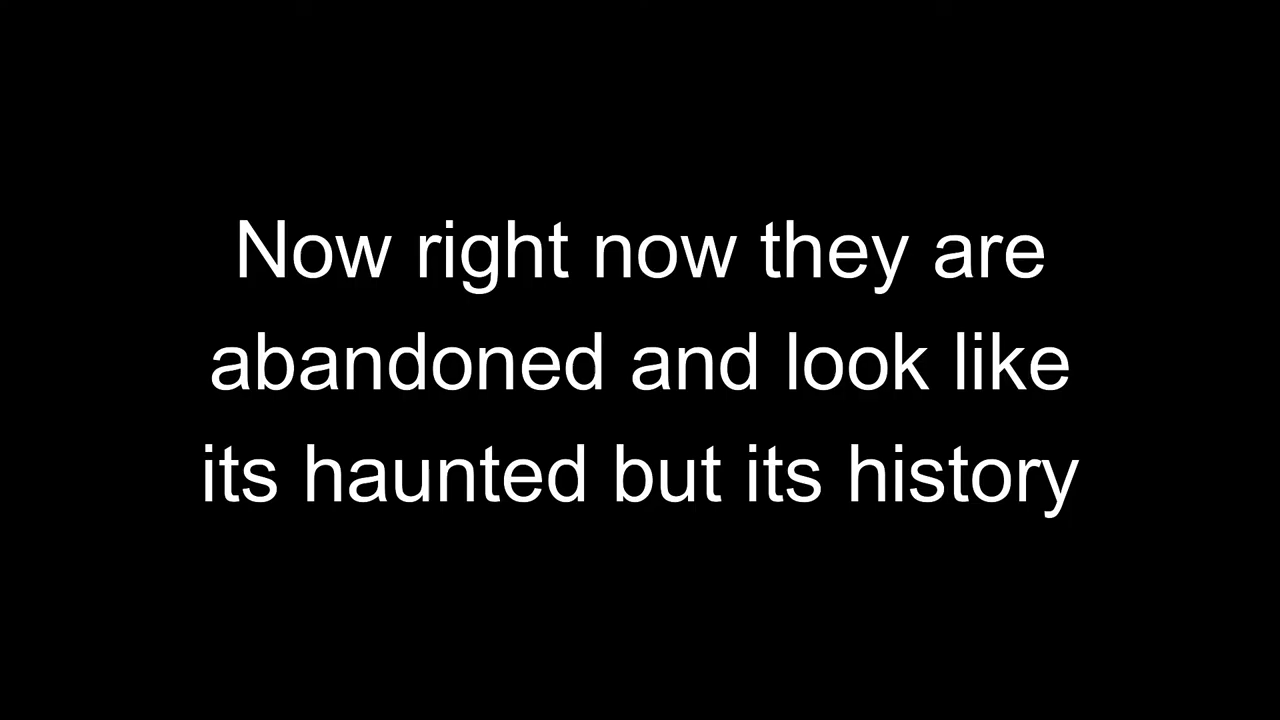 Now right now they are
abandoned and look like
its haunted but its history